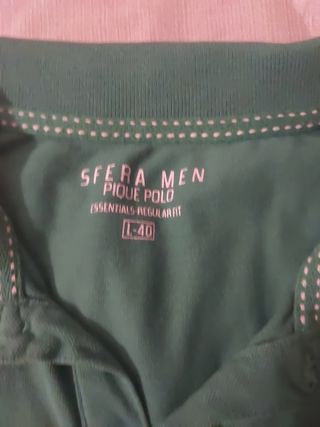 SFERA MEN
PIQUE POLO
ESSENTIALS-REGULAR FIT
L-40